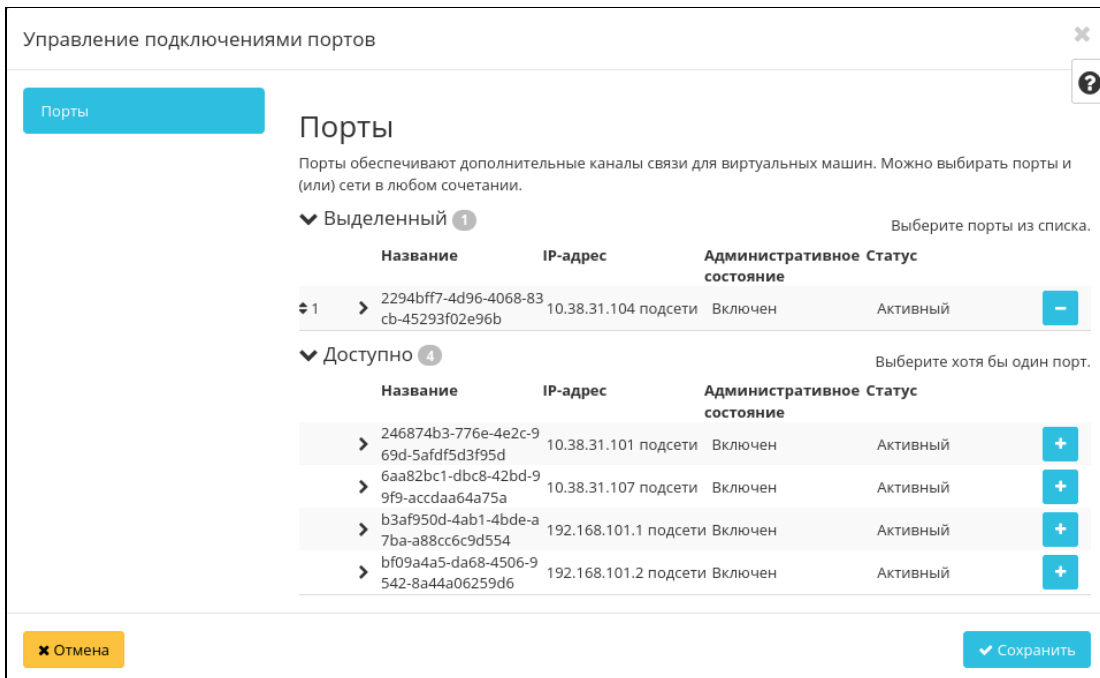 Управление подключениями портов
Порты
Порты
Порты обеспечивают дополнительные каналы связи для виртуальных машин. Можно выбирать порты и
(или) сети в любом сочетании.
Выделенный 1
Выберите порты из списка.
Название IP-адрес Административное Статус
состояние
2294bff7-4d96-4068-83
1 10.38.31.104 подсети Включен Активный
cb-45293f02e96b
Доступно 4
Выберите хотя бы один порт.
Название IP-адрес Административное Статус
состояние
246874b3-776e-4e2c-9
10.38.31.101 подсети Включен Активный
69d-5afdf5d3f95d
6aa82bc1-dbc8-42bd-9
10.38.31.107 подсети Включен Активный
9f9-accdaa64a75a
b3af950d-4ab1-4bde-a
192.168.101.1 подсети Включен Активный
7ba-a88cc6c9d554
bf09a4a5-da68-4506-9
192.168.101.2 подсети Включен Активный
542-8a44a06259d6
Отмена
Сохранить